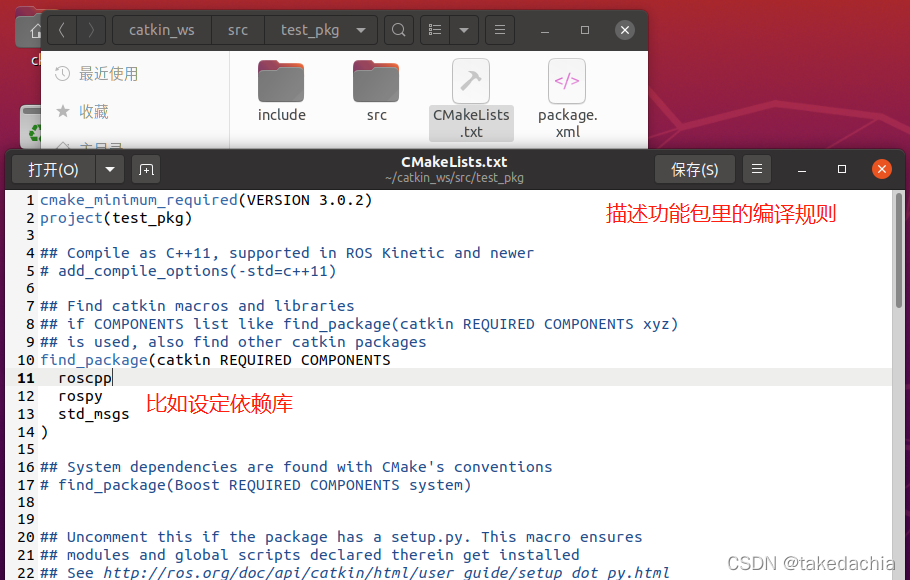 catkin_ws src test_pkg
最近使用
收藏
include
src
CMakeLists
.txt
package.
xml
打开(O)
CMakeLists.txt
~/catkin_ws/src/test_pkg
保存(S)
描述功能包里的编译规则
1 cmake_minimum_required(VERSION 3.0.2)
2 project(test_pkg)
3
4 ## Compile as C++11, supported in ROS Kinetic and newer
5 # add_compile_options(-std=c++11)
6
7 ## Find catkin macros and libraries
8 ## if COMPONENTS list like find_package(catkin REQUIRED COMPONENTS xyz)
9 ## is used, also find other catkin packages
10 find_package(catkin REQUIRED COMPONENTS
11 roscpp
12 rospy
比如设定依赖库
13 std_msgs
14 )
15
16 ## System dependencies are found with CMake's conventions
17 # find_package(Boost REQUIRED COMPONENTS system)
18
19
20 ## Uncomment this if the package has a setup.py. This macro ensures
21 ## modules and global scripts declared therein get installed
22 ## See http://ros.org/doc/api/catkin/html/user_guide/setup_dot_py.html
CSDN @takedachia